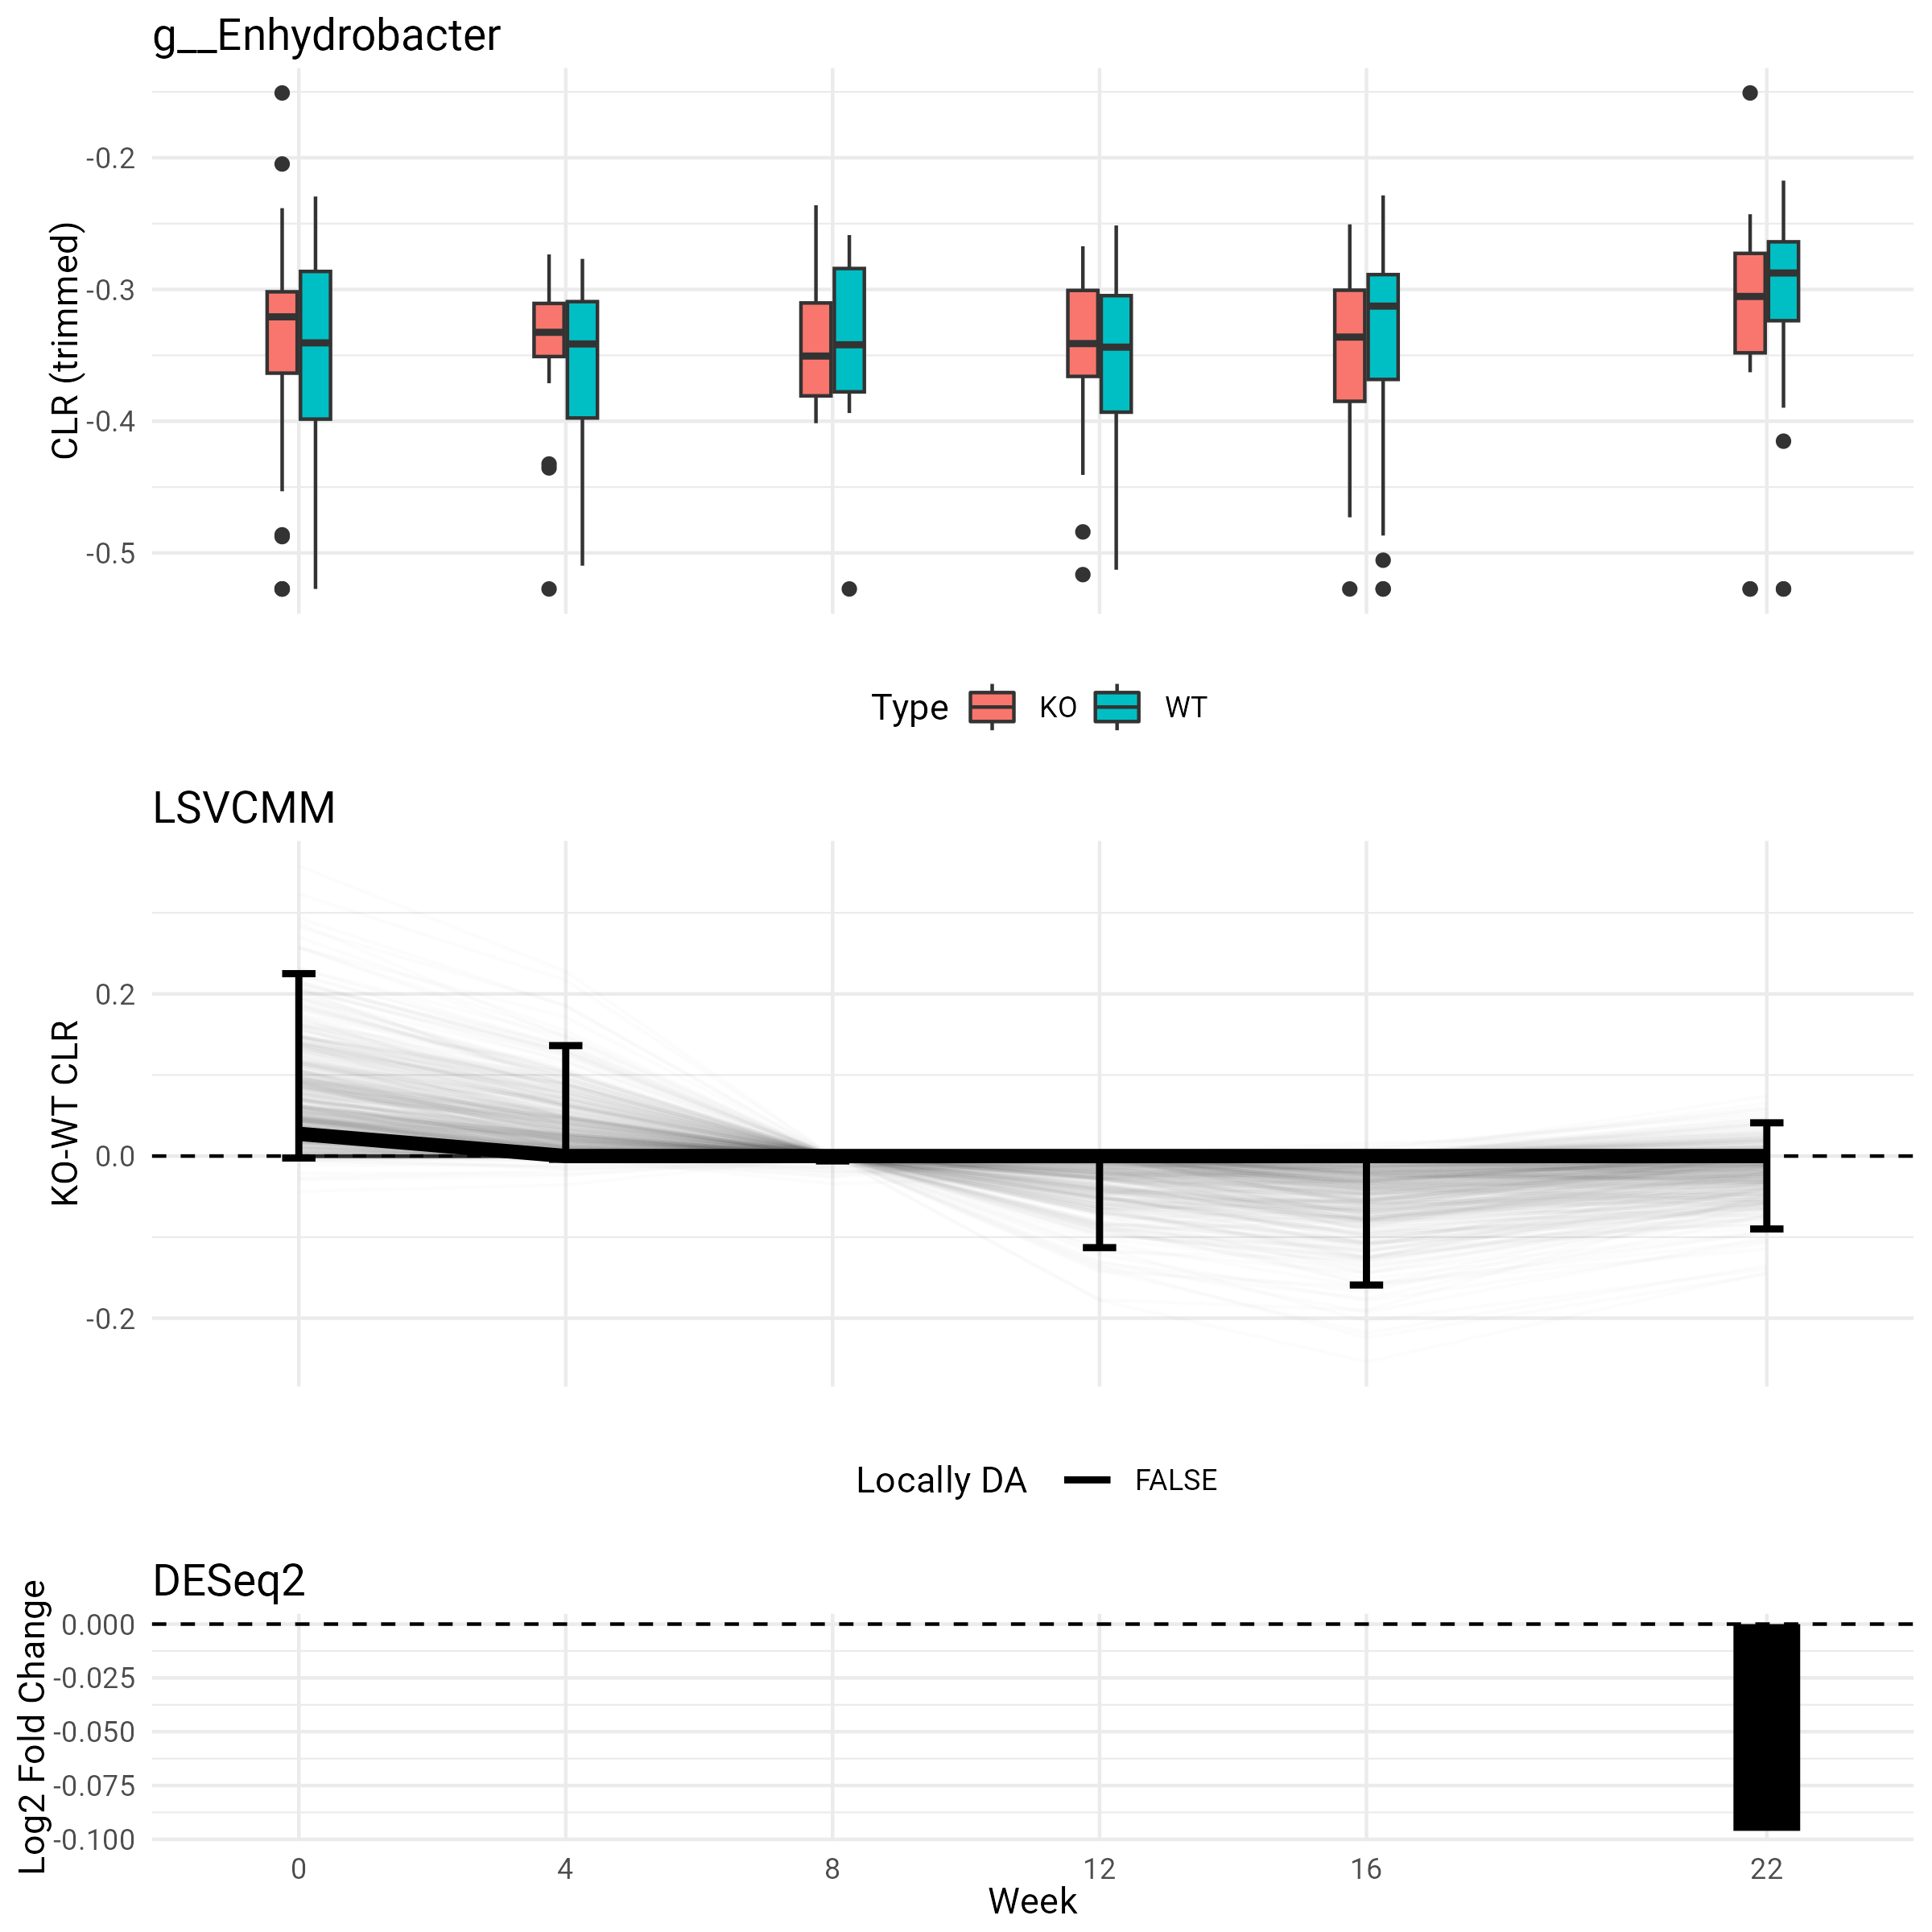 g__Enhydrobacter
CLR (trimmed)
-0.2
-0.3
-0.4
-0.5
Type KO WT
LSVCMM
KO-WT CLR
0.2
0.0
-0.2
Locally DA FALSE
DESeq2
Log2 Fold Change
0.000
-0.025
-0.050
-0.075
-0.100
0 4 8 12 16 22
Week